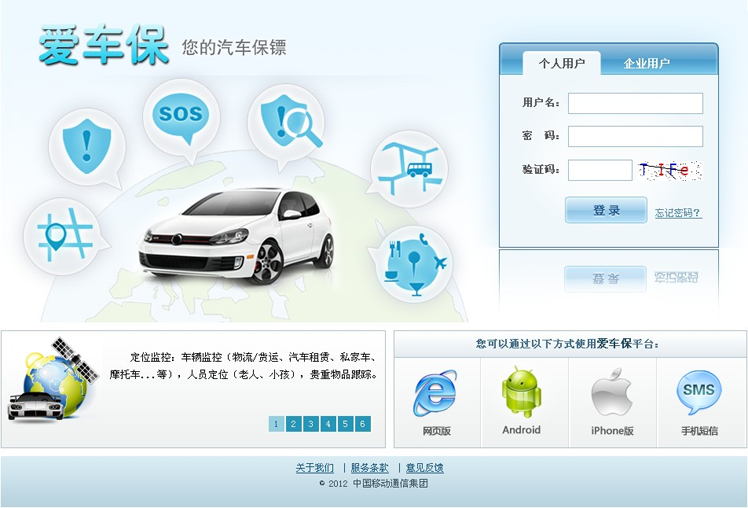 爱车保 您的汽车保镖
SOS
个人用户 企业用户
用户名:
密 码:
验证码: TIFe
登 录 忘记密码?
定位监控:车辆监控(物流/货运、汽车租赁、私家车、
摩托车...等),人员定位(老人、小孩),贵重物品跟踪。
1 2 3 4 5 6
您可以通过以下方式使用爱车保平台:
SMS
网页版 Android iPhone版 手机短信
关于我们 | 服务条款 | 意见反馈
© 2012 中国移动通信集团